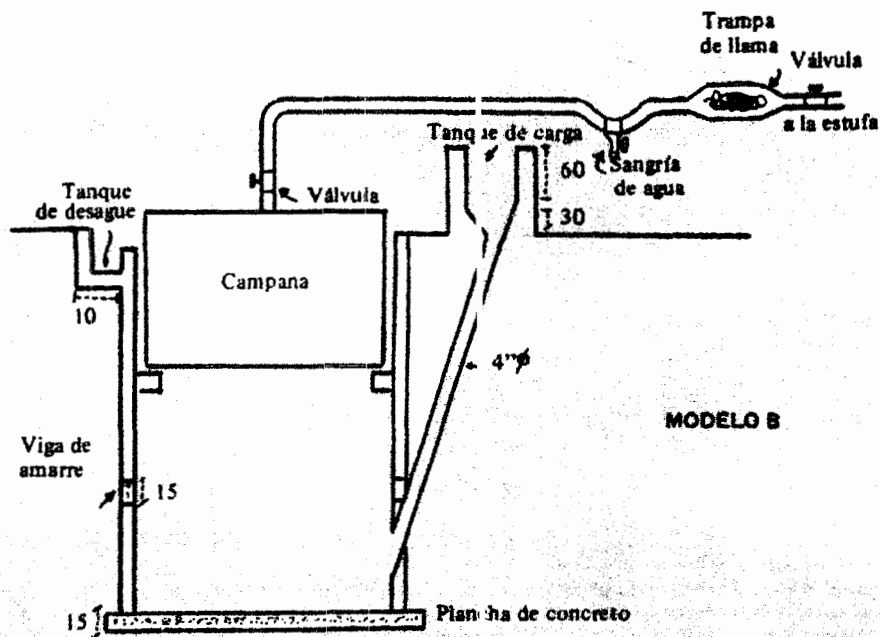 Trampa
de llama
Válvula
a la estufa
Tanque de carga
60
Sangría
de agua
30
Tanque
de desague
Válvula
Campana
10
4"ø
MODELO B
Viga de
amarre
15
15
Plancha de concreto